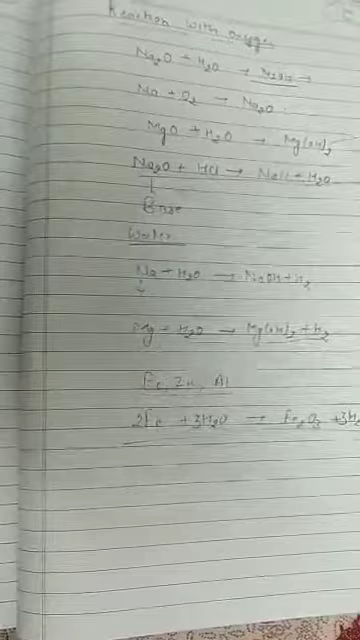 Reaction with oxygen
Na2O + H2O → NaOH →
Na + O2 → Na2O
MgO + H2O → Mg(OH)2
Na2O + HCl → NaCl + H2O
↓
Base
Water
Na + H2O → NaOH + H2
↓
Mg + H2O → Mg(OH)2 + H2
Fe, Zn, Al
2Fe + 3H2O → Fe2O3 + 3H2